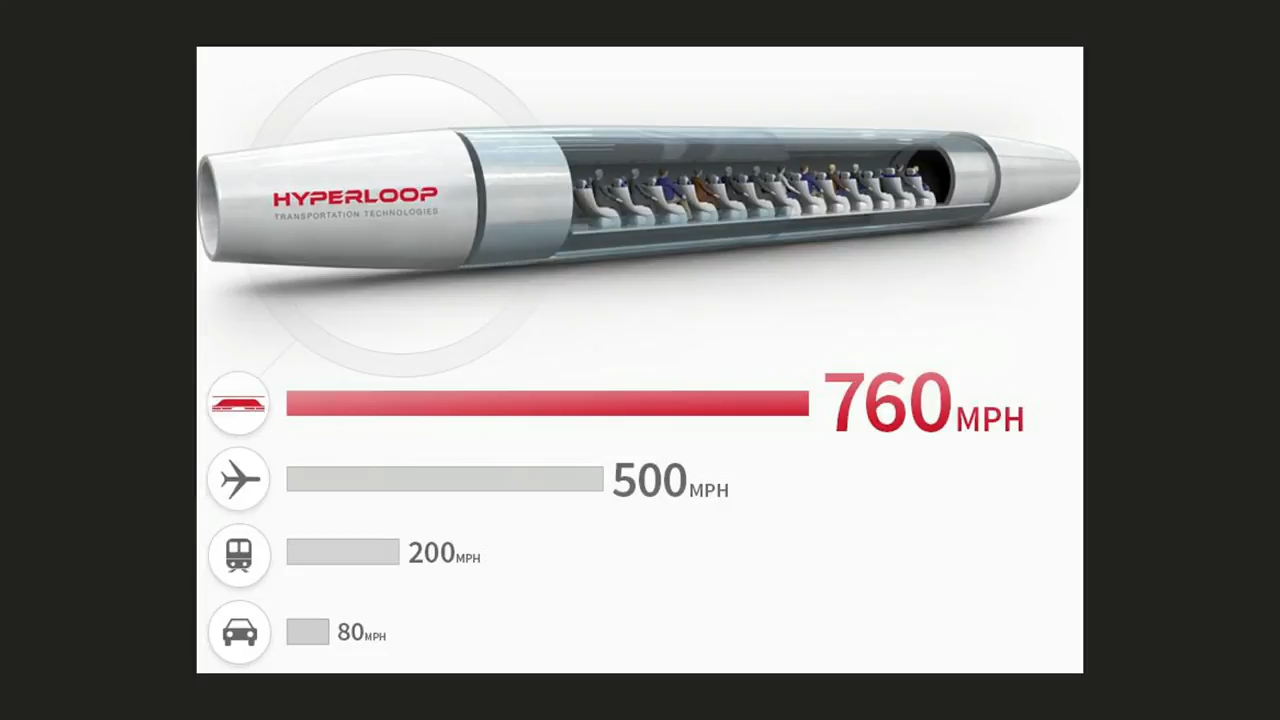 HYPERLOOP
TRANSPORTATION TECHNOLOGIES
760MPH
500MPH
200MPH
80MPH